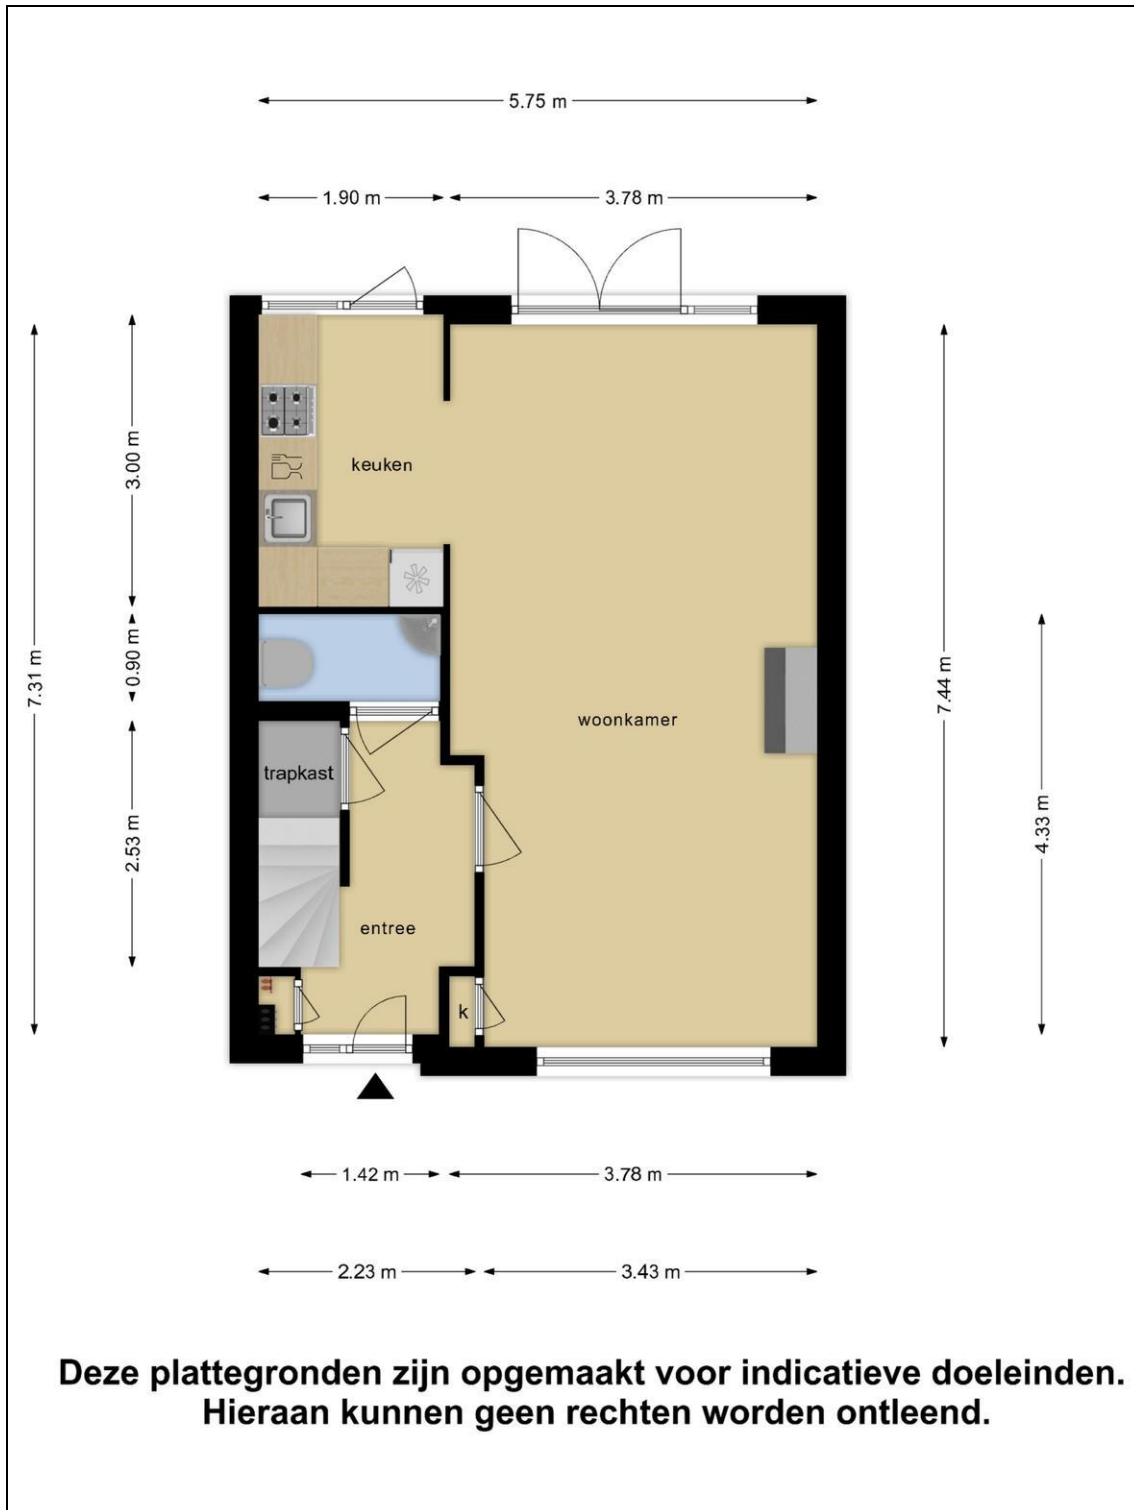 5.75 m
1.90 m
3.78 m
3.00 m
keuken
0.90 m
7.31 m
7.44 m
woonkamer
trapkast
2.53 m
4.33 m
entree
k
1.42 m
3.78 m
2.23 m
3.43 m
Deze plattegronden zijn opgemaakt voor indicatieve doeleinden.
Hieraan kunnen geen rechten worden ontleend.